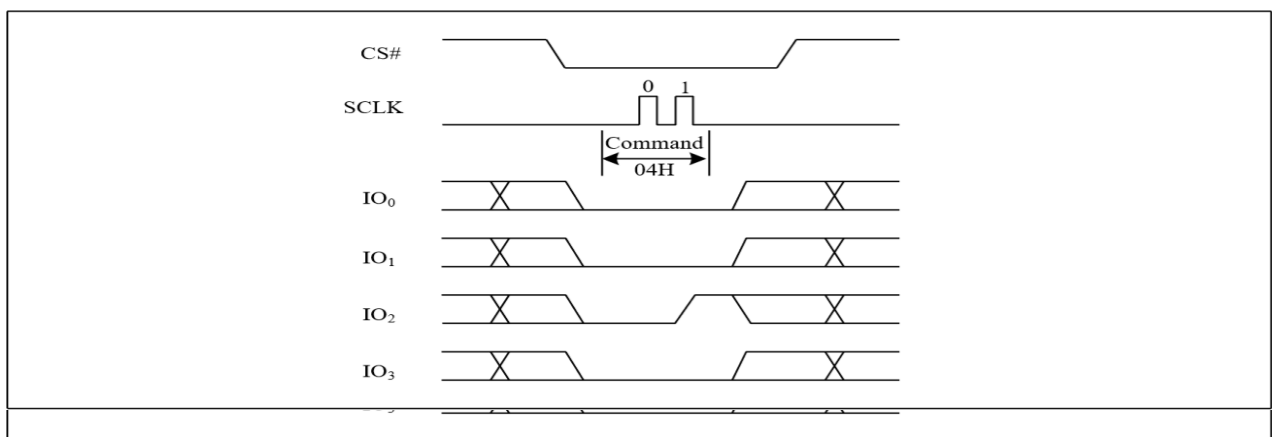 CS#
0 1
SCLK
Command
04H
IO₀
IO₁
IO₂
IO₃